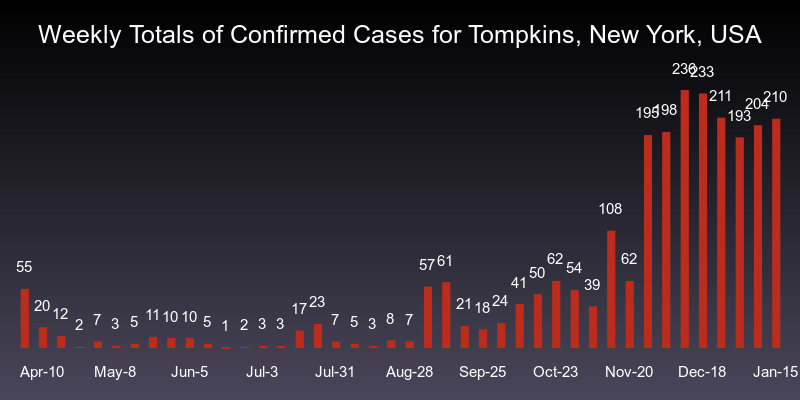 Weekly Totals of Confirmed Cases for Tompkins, New York, USA
55 20 12 2 7 3 5 11 10 10 5 1 2 3 3 17 23 7 5 3 8 7 57 61 21 18 24 41 50 62 54 39 108 62 195 198 236 233 211 193 204 210
Apr-10 May-8 Jun-5 Jul-3 Jul-31 Aug-28 Sep-25 Oct-23 Nov-20 Dec-18 Jan-15